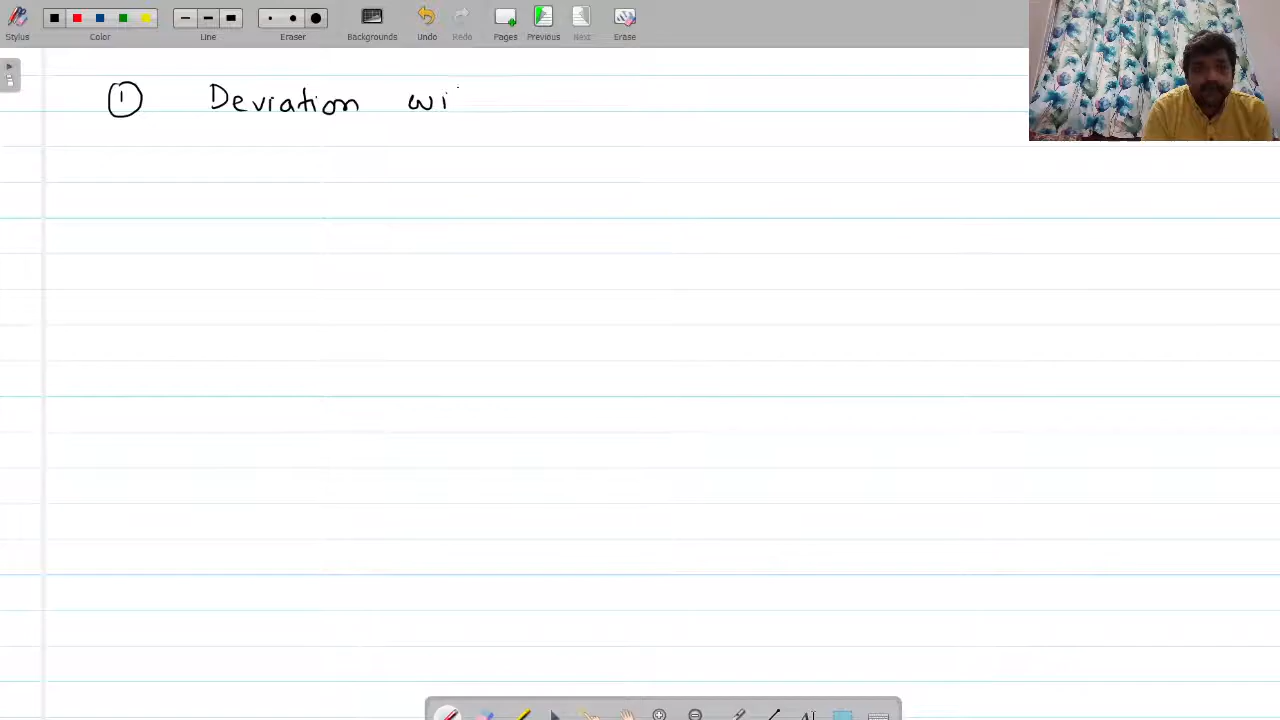 Stylus Color Line Eraser Backgrounds Undo Redo Pages Previous Next Erase
① Deviation wi